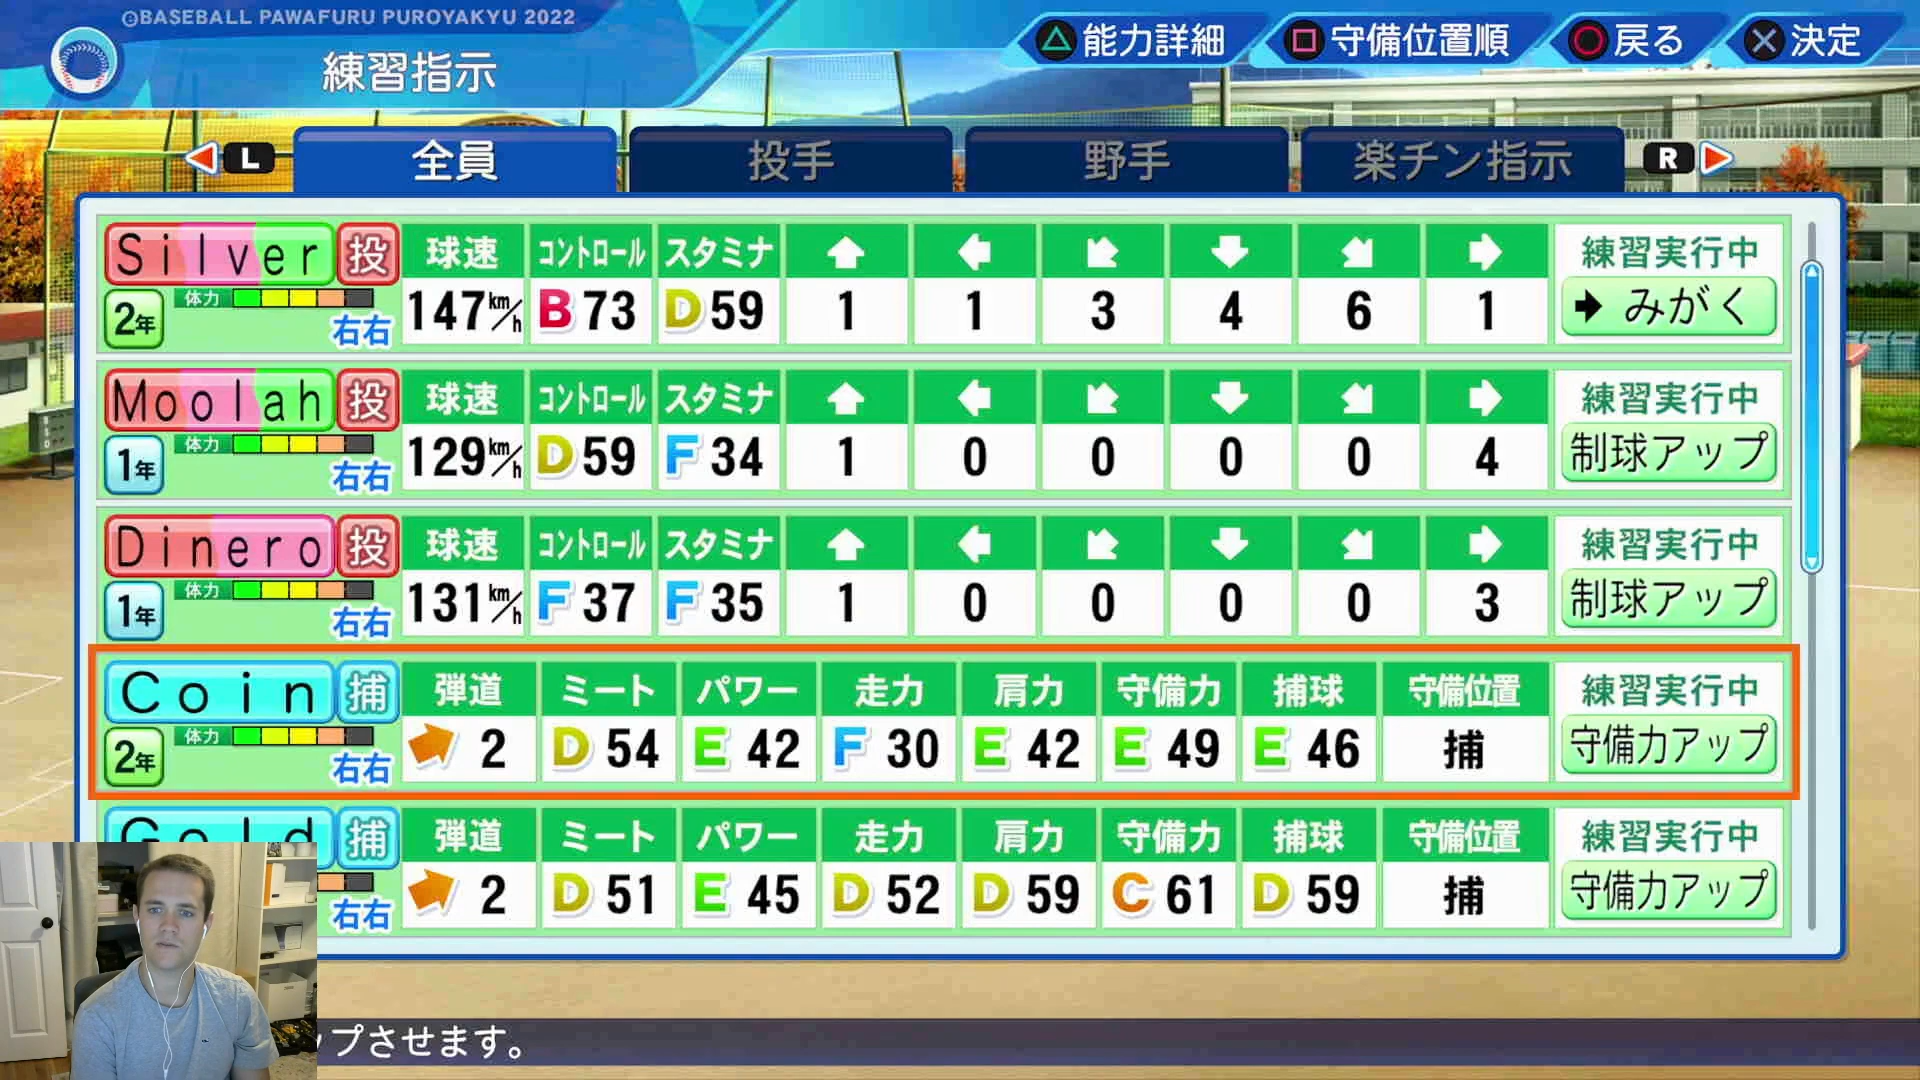 ©BASEBALL PAWAFURU PUROYAKYU 2022
練習指示
能力詳細 守備位置順 戻る 決定
L 全員 投手 野手 楽チン指示 R
Silver 投 球速 コントロール スタミナ 練習実行中
2年 体力 右右 147km/h B 73 D 59 1 1 3 4 6 1 みがく
Moolah 投 球速 コントロール スタミナ 練習実行中
1年 体力 右右 129km/h D 59 F 34 1 0 0 0 0 4 制球アップ
Dinero 投 球速 コントロール スタミナ 練習実行中
1年 体力 右右 131km/h F 37 F 35 1 0 0 0 0 3 制球アップ
Coin 捕 弾道 ミート パワー 走力 肩力 守備力 捕球 守備位置 練習実行中
2年 体力 右右 2 D 54 E 42 F 30 E 42 E 49 E 46 捕 守備力アップ
Gold 捕 弾道 ミート パワー 走力 肩力 守備力 捕球 守備位置 練習実行中
右右 2 D 51 E 45 D 52 D 59 C 61 D 59 捕 守備力アップ
プさせます。